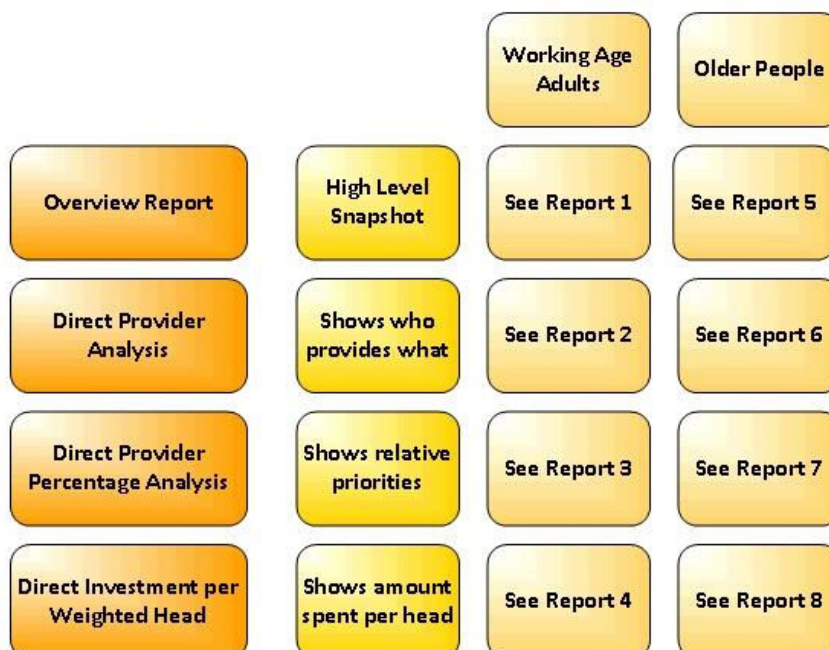 Working Age
Adults
Older People
Overview Report
High Level
Snapshot
See Report 1
See Report 5
Direct Provider
Analysis
Shows who
provides what
See Report 2
See Report 6
Direct Provider
Percentage Analysis
Shows relative
priorities
See Report 3
See Report 7
Direct Investment per
Weighted Head
Shows amount
spent per head
See Report 4
See Report 8